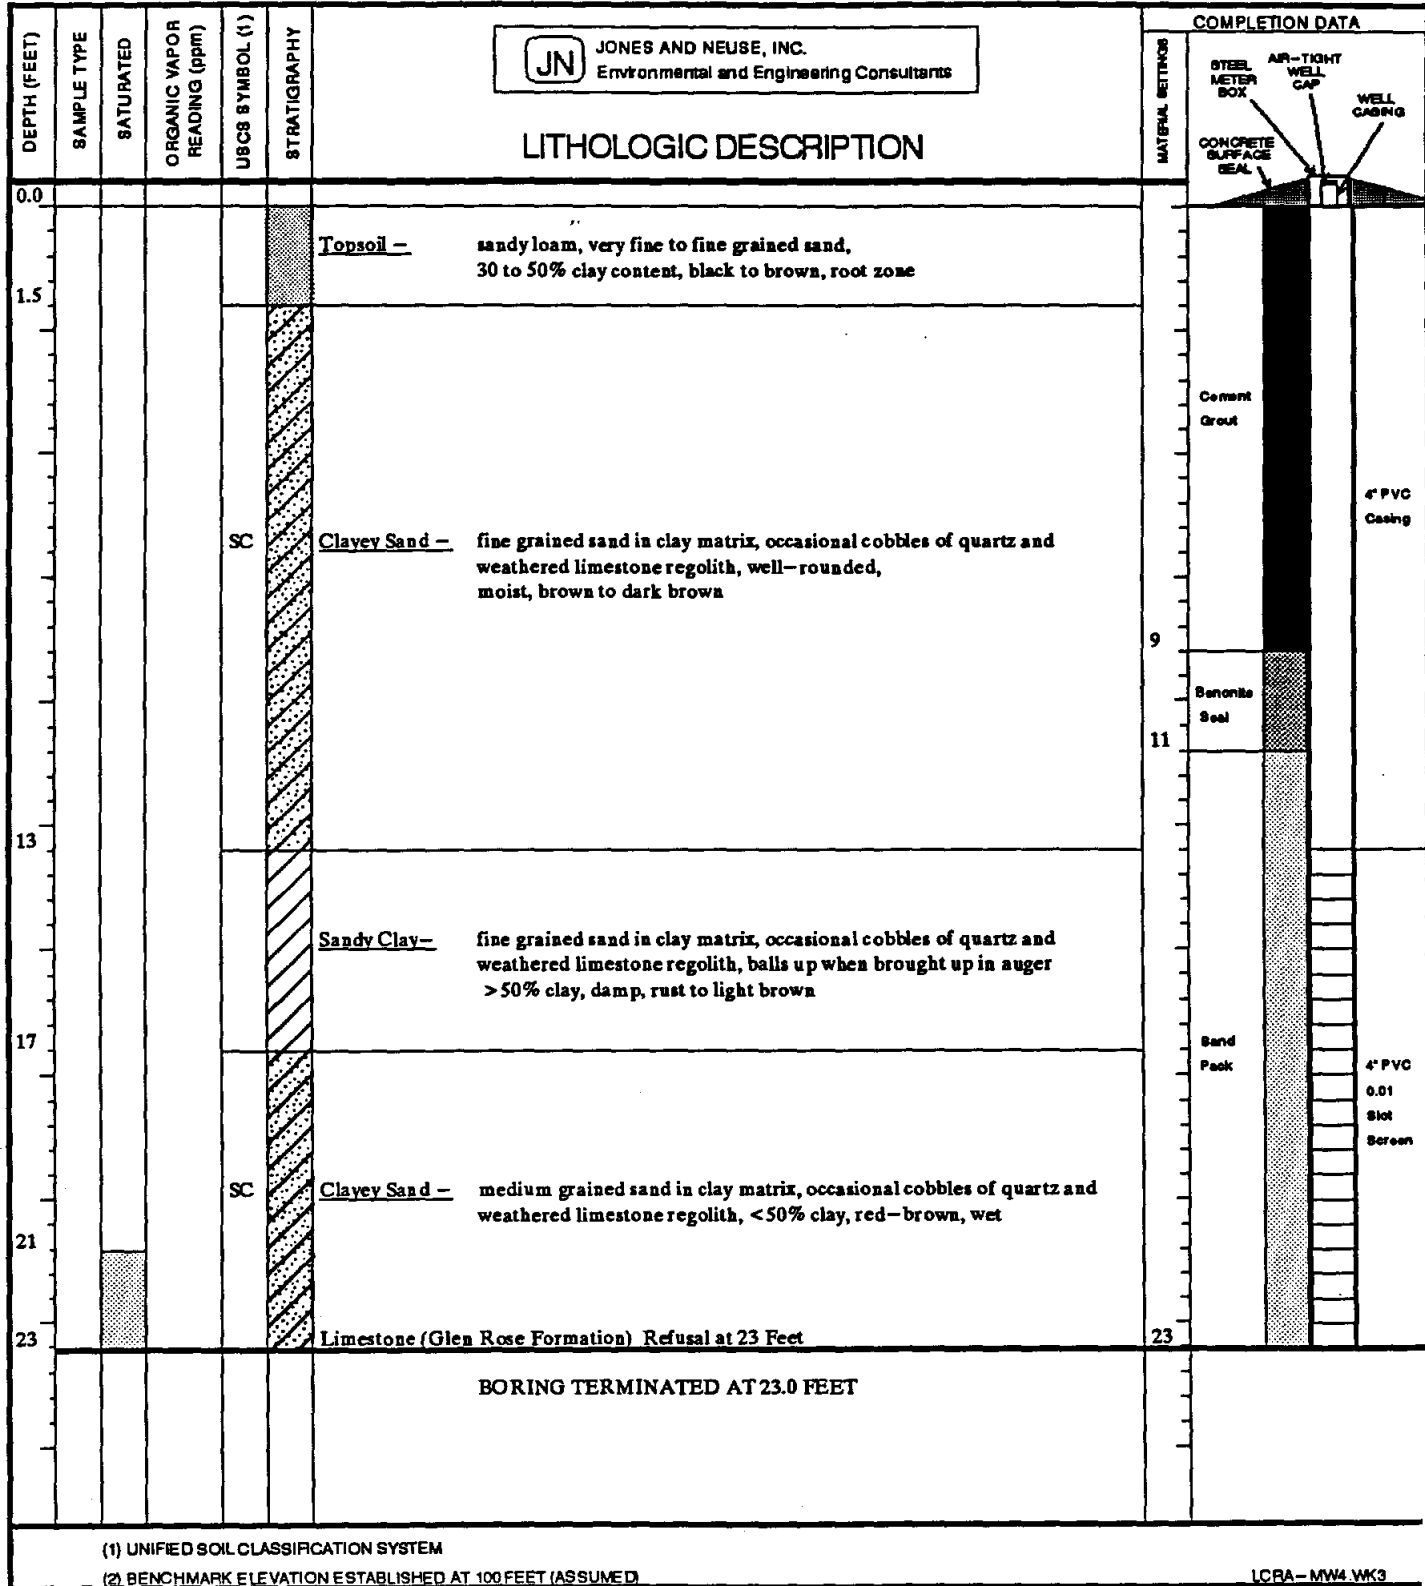 DEPTH (FEET)
SAMPLE TYPE
SATURATED
ORGANIC VAPOR
READING (ppm)
USCS SYMBOL (1)
STRATIGRAPHY
JN
JONES AND NEUSE, INC.
Environmental and Engineering Consultants
LITHOLOGIC DESCRIPTION
MATERIAL SETTINGS
COMPLETION DATA
STEEL
METER
BOX
AIR-TIGHT
WELL
CAP
WELL
CASING
CONCRETE
SURFACE
SEAL
0.0
Topsoil – sandy loam, very fine to fine grained sand,
30 to 50% clay content, black to brown, root zone
1.5
Cement
Grout
4" PVC
Casing
SC Clayey Sand – fine grained sand in clay matrix, occasional cobbles of quartz and
weathered limestone regolith, well-rounded,
moist, brown to dark brown
9
Benonite
Seal
11
13
Sandy Clay– fine grained sand in clay matrix, occasional cobbles of quartz and
weathered limestone regolith, balls up when brought up in auger
>50% clay, damp, rust to light brown
17
Sand
Pack
4" PVC
0.01
Slot
Screen
SC Clayey Sand – medium grained sand in clay matrix, occasional cobbles of quartz and
weathered limestone regolith, <50% clay, red-brown, wet
21
23 Limestone (Glen Rose Formation) Refusal at 23 Feet 23
BORING TERMINATED AT 23.0 FEET
(1) UNIFIED SOIL CLASSIFICATION SYSTEM
(2) BENCHMARK ELEVATION ESTABLISHED AT 100 FEET (ASSUMED)
LCRA-MW4.WK3